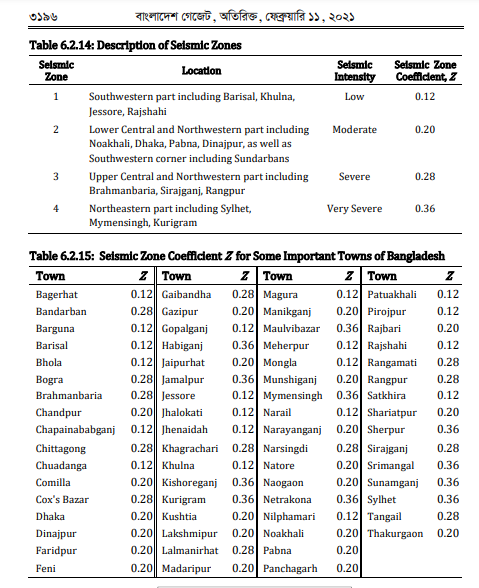 ৩১৯৬ বাংলাদেশ গেজেট, অতিরিক্ত, ফেব্রুয়ারি ১১, ২০২১
Table 6.2.14: Description of Seismic Zones
Seismic Zone Location Seismic Intensity Seismic Zone Coefficient, Z
1 Southwestern part including Barisal, Khulna, Low 0.12
Jessore, Rajshahi
2 Lower Central and Northwestern part including Moderate 0.20
Noakhali, Dhaka, Pabna, Dinajpur, as well as
Southwestern corner including Sundarbans
3 Upper Central and Northwestern part including Severe 0.28
Brahmanbaria, Sirajganj, Rangpur
4 Northeastern part including Sylhet, Very Severe 0.36
Mymensingh, Kurigram
Table 6.2.15: Seismic Zone Coefficient Z for Some Important Towns of Bangladesh
Town Z Town Z Town Z Town Z
Bagerhat 0.12 Gaibandha 0.28 Magura 0.12 Patuakhali 0.12
Bandarban 0.28 Gazipur 0.20 Manikganj 0.20 Pirojpur 0.12
Barguna 0.12 Gopalganj 0.12 Maulvibazar 0.36 Rajbari 0.20
Barisal 0.12 Habiganj 0.36 Meherpur 0.12 Rajshahi 0.12
Bhola 0.12 Jaipurhat 0.20 Mongla 0.12 Rangamati 0.28
Bogra 0.28 Jamalpur 0.36 Munshiganj 0.20 Rangpur 0.28
Brahmanbaria 0.28 Jessore 0.12 Mymensingh 0.36 Satkhira 0.12
Chandpur 0.20 Jhalokati 0.12 Narail 0.12 Shariatpur 0.20
Chapainababganj 0.12 Jhenaidah 0.12 Narayanganj 0.20 Sherpur 0.36
Chittagong 0.28 Khagrachari 0.28 Narsingdi 0.28 Sirajganj 0.28
Chuadanga 0.12 Khulna 0.12 Natore 0.20 Srimangal 0.36
Comilla 0.20 Kishoreganj 0.36 Naogaon 0.20 Sunamganj 0.36
Cox's Bazar 0.28 Kurigram 0.36 Netrakona 0.36 Sylhet 0.36
Dhaka 0.20 Kushtia 0.20 Nilphamari 0.12 Tangail 0.28
Dinajpur 0.20 Lakshmipur 0.20 Noakhali 0.20 Thakurgaon 0.20
Faridpur 0.20 Lalmanirhat 0.28 Pabna 0.20
Feni 0.20 Madaripur 0.20 Panchagarh 0.20